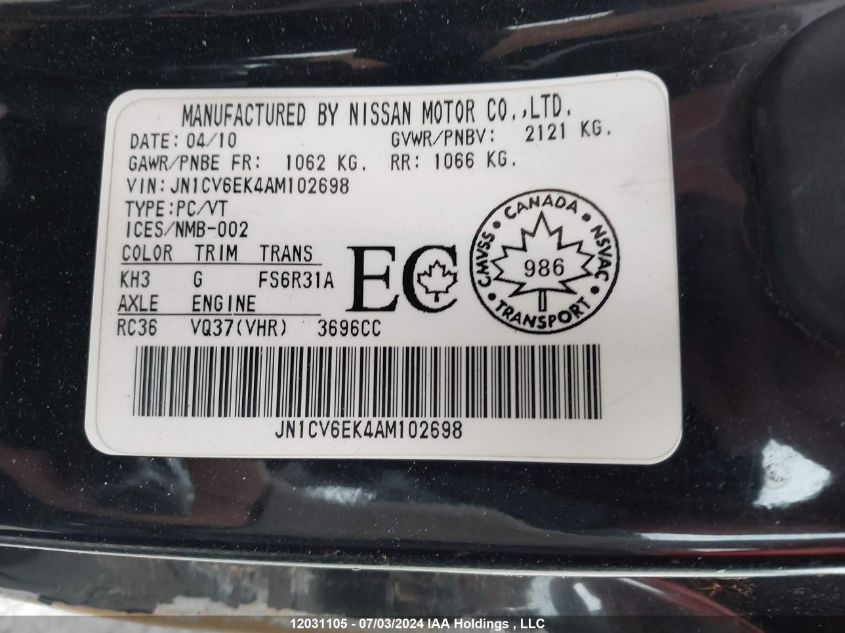 MANUFACTURED BY NISSAN MOTOR CO.,LTD.
DATE: 04/10 GVWR/PNBV: 2121 KG.
GAWR/PNBE FR: 1062 KG. RR: 1066 KG.
VIN: JN1CV6EK4AM102698
TYPE: PC/VT
ICES/NMB-002
COLOR TRIM TRANS
KH3 G FS6R31A
AXLE ENGINE
RC36 VQ37(VHR) 3696CC
EC
CANADA
CMVSS • NSVAC
986
TRANSPORT
JN1CV6EK4AM102698
12031105 - 07/03/2024 IAA Holdings , LLC